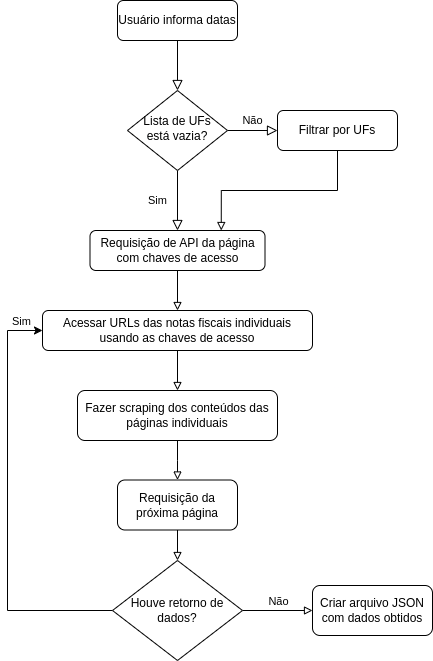 Usuário informa datas
Lista de UFs
está vazia?
Não
Filtrar por UFs
Sim
Requisição de API da página
com chaves de acesso
Sim
Acessar URLs das notas fiscais individuais
usando as chaves de acesso
Fazer scraping dos conteúdos das
páginas individuais
Requisição da
próxima página
Houve retorno de
dados?
Não
Criar arquivo JSON
com dados obtidos